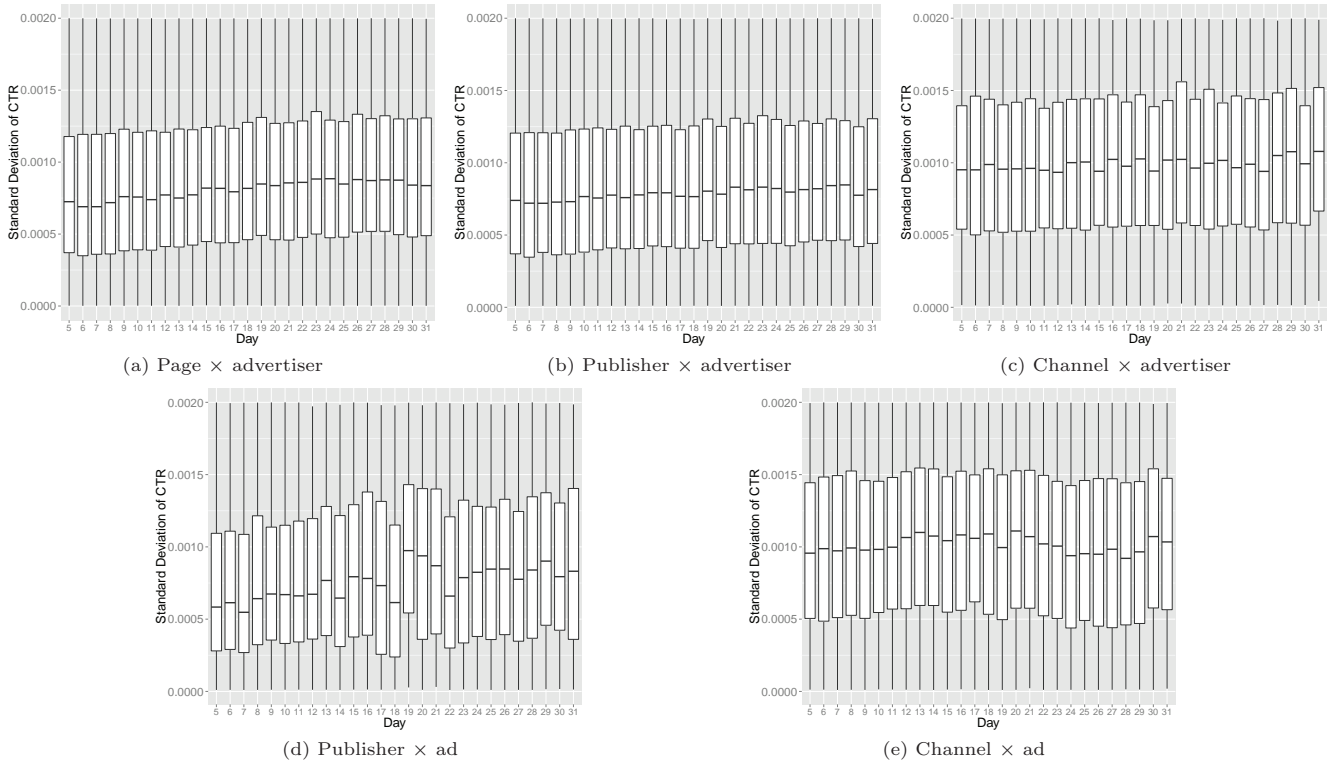 0.0020
0.0015
0.0010
0.0005
0.0000
Standard Deviation of CTR
5 6 7 8 9 10 11 12 13 14 15 16 17 18 19 20 21 22 23 24 25 26 27 28 29 30 31
Day
(a) Page × advertiser
0.0020
0.0015
0.0010
0.0005
0.0000
Standard Deviation of CTR
5 6 7 8 9 10 11 12 13 14 15 16 17 18 19 20 21 22 23 24 25 26 27 28 29 30 31
Day
(b) Publisher × advertiser
0.0020
0.0015
0.0010
0.0005
0.0000
Standard Deviation of CTR
5 6 7 8 9 10 11 12 13 14 15 16 17 18 19 20 21 22 23 24 25 26 27 28 29 30 31
Day
(c) Channel × advertiser
0.0020
0.0015
0.0010
0.0005
0.0000
Standard Deviation of CTR
5 6 7 8 9 10 11 12 13 14 15 16 17 18 19 20 21 22 23 24 25 26 27 28 29 30 31
Day
(d) Publisher × ad
0.0020
0.0015
0.0010
0.0005
0.0000
Standard Deviation of CTR
5 6 7 8 9 10 11 12 13 14 15 16 17 18 19 20 21 22 23 24 25 26 27 28 29 30 31
Day
(e) Channel × ad